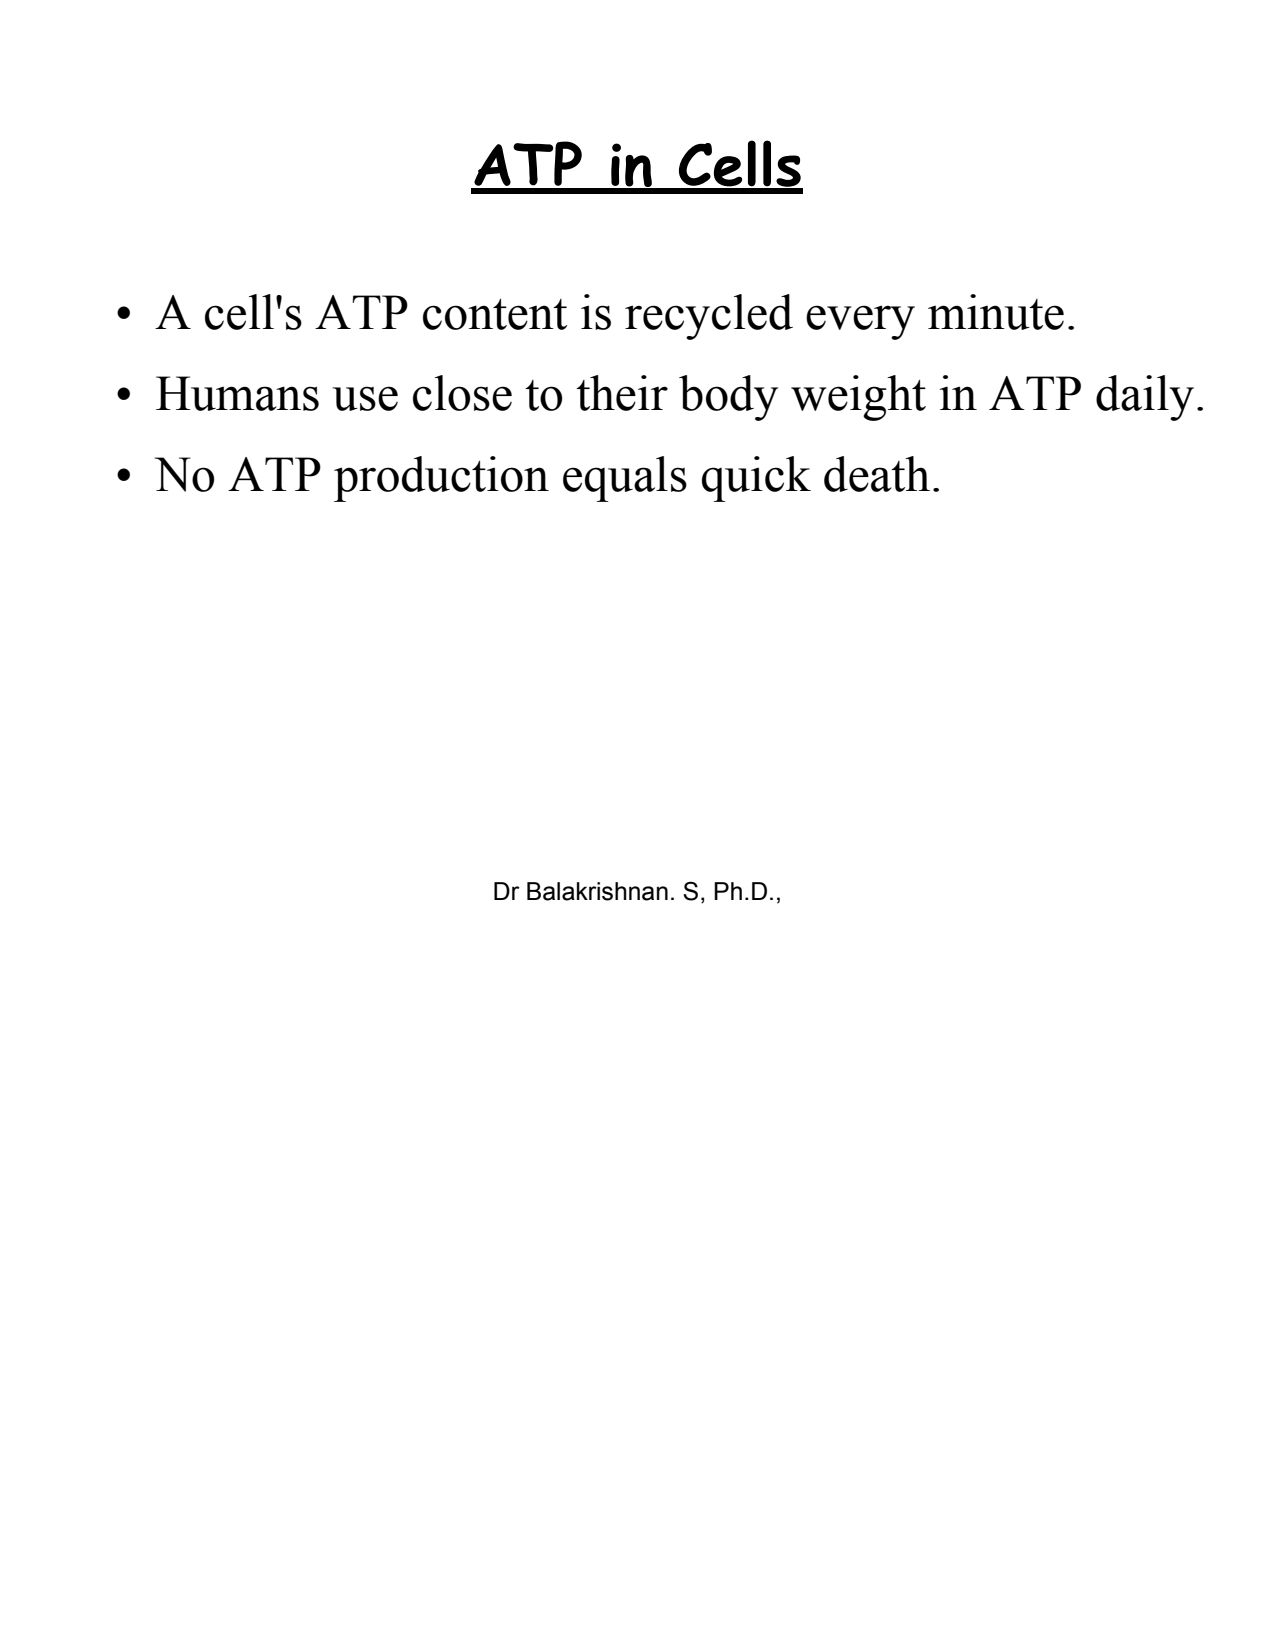 ATP in Cells
• A cell's ATP content is recycled every minute.
• Humans use close to their body weight in ATP daily.
• No ATP production equals quick death.
Dr Balakrishnan. S, Ph.D.,